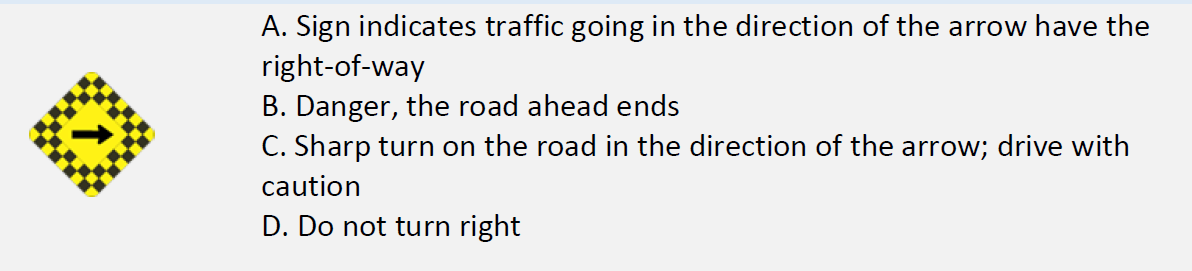 A. Sign indicates traffic going in the direction of the arrow have the
right-of-way
B. Danger, the road ahead ends
C. Sharp turn on the road in the direction of the arrow; drive with
caution
D. Do not turn right